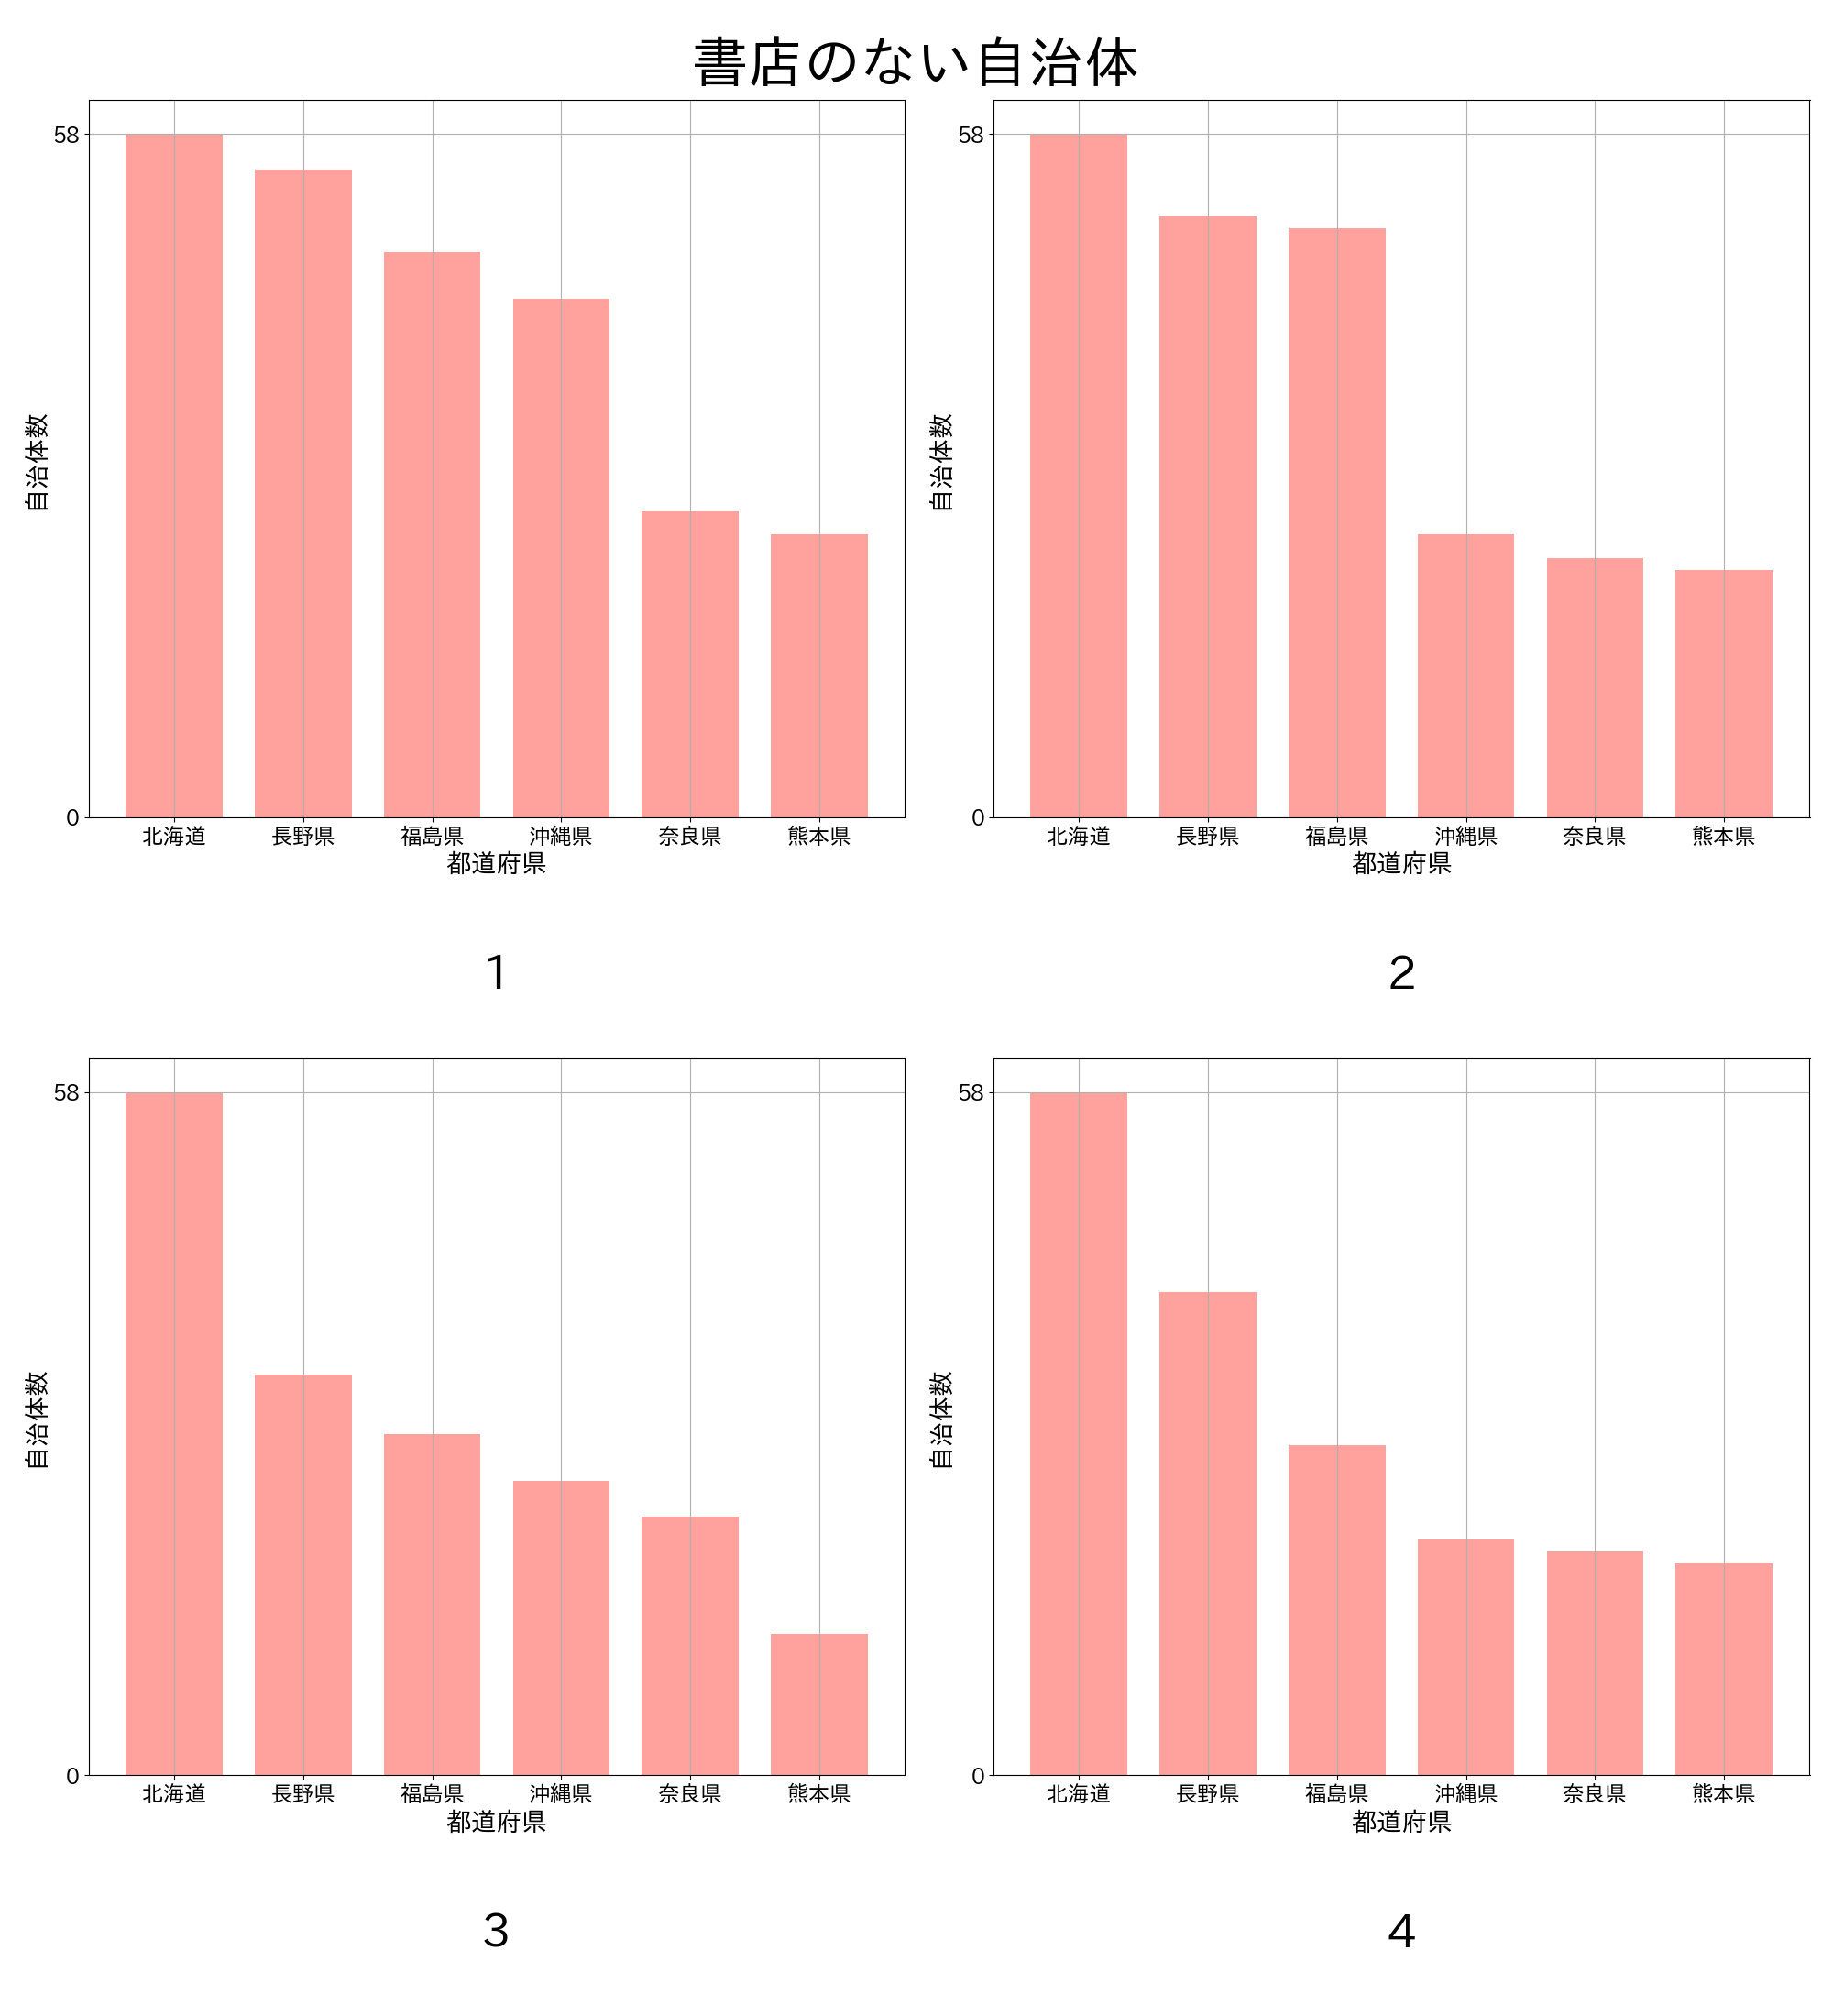 書店のない自治体
58
0
自治体数
北海道 長野県 福島県 沖縄県 奈良県 熊本県
都道府県
1
58
0
自治体数
北海道 長野県 福島県 沖縄県 奈良県 熊本県
都道府県
2
58
0
自治体数
北海道 長野県 福島県 沖縄県 奈良県 熊本県
都道府県
3
58
0
自治体数
北海道 長野県 福島県 沖縄県 奈良県 熊本県
都道府県
4